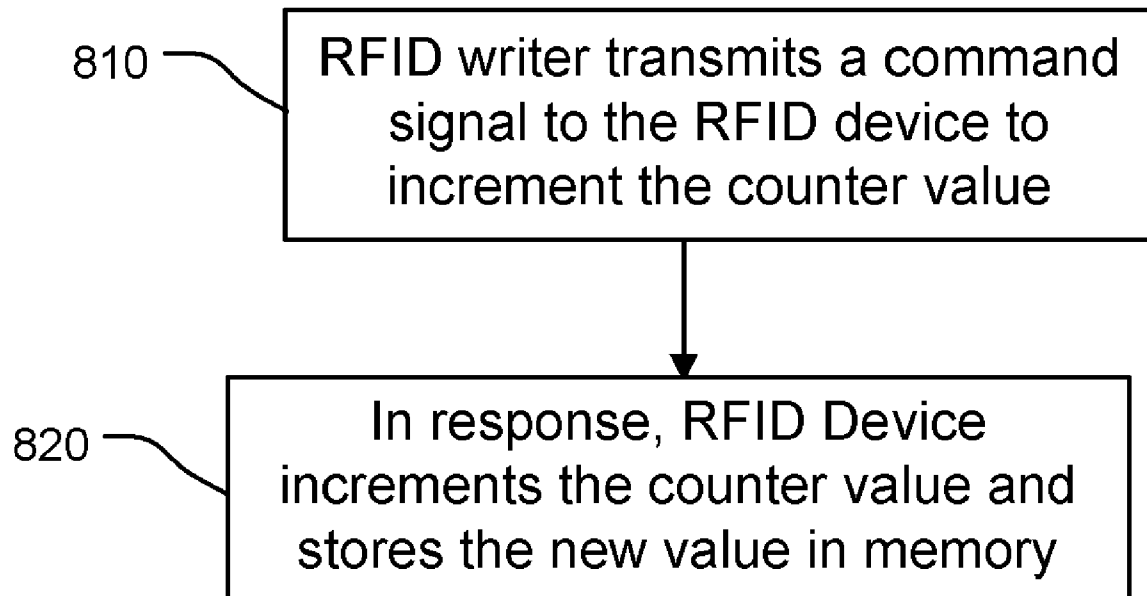 810
RFID writer transmits a command
signal to the RFID device to
increment the counter value
820
In response, RFID Device
increments the counter value and
stores the new value in memory